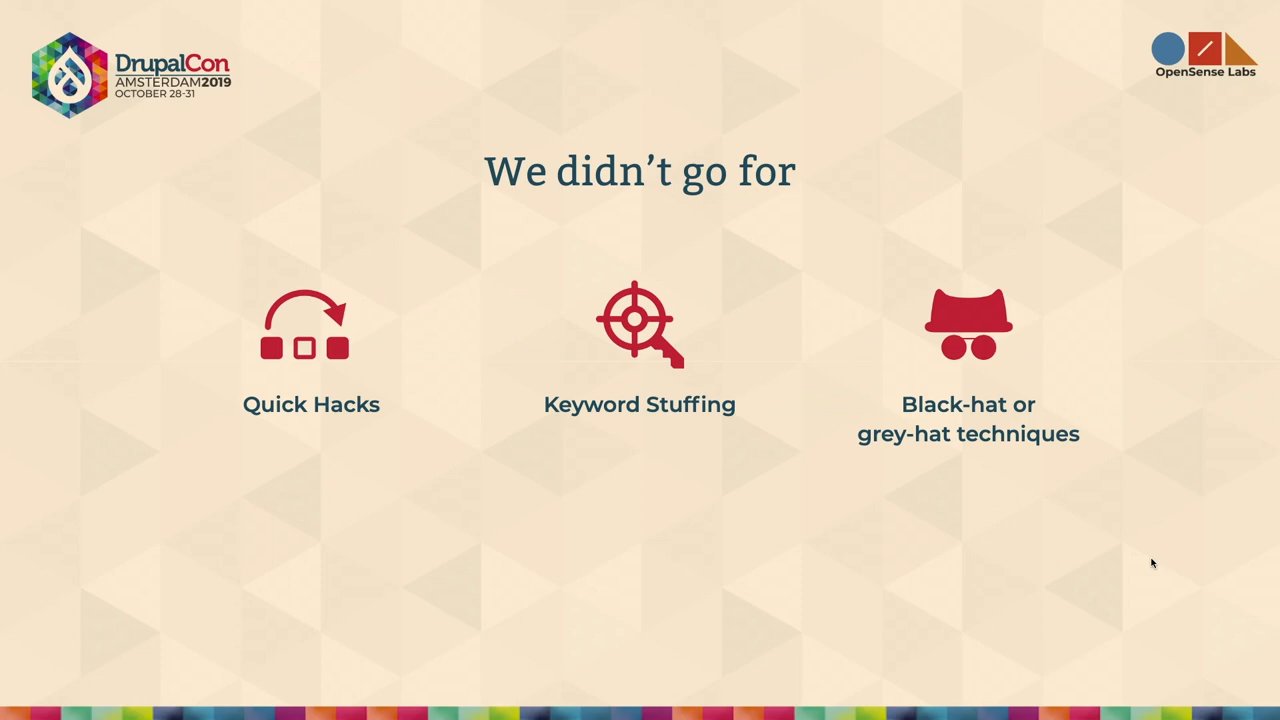 DrupalCon
AMSTERDAM2019
OCTOBER 28-31
OpenSense Labs
We didn't go for
Quick Hacks
Keyword Stuffing
Black-hat or
grey-hat techniques